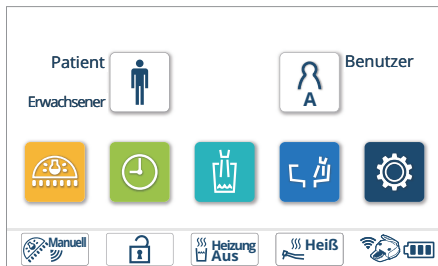 Patient
Benutzer
Erwachsener
A
Manuell
Heizung
Aus
Heiß